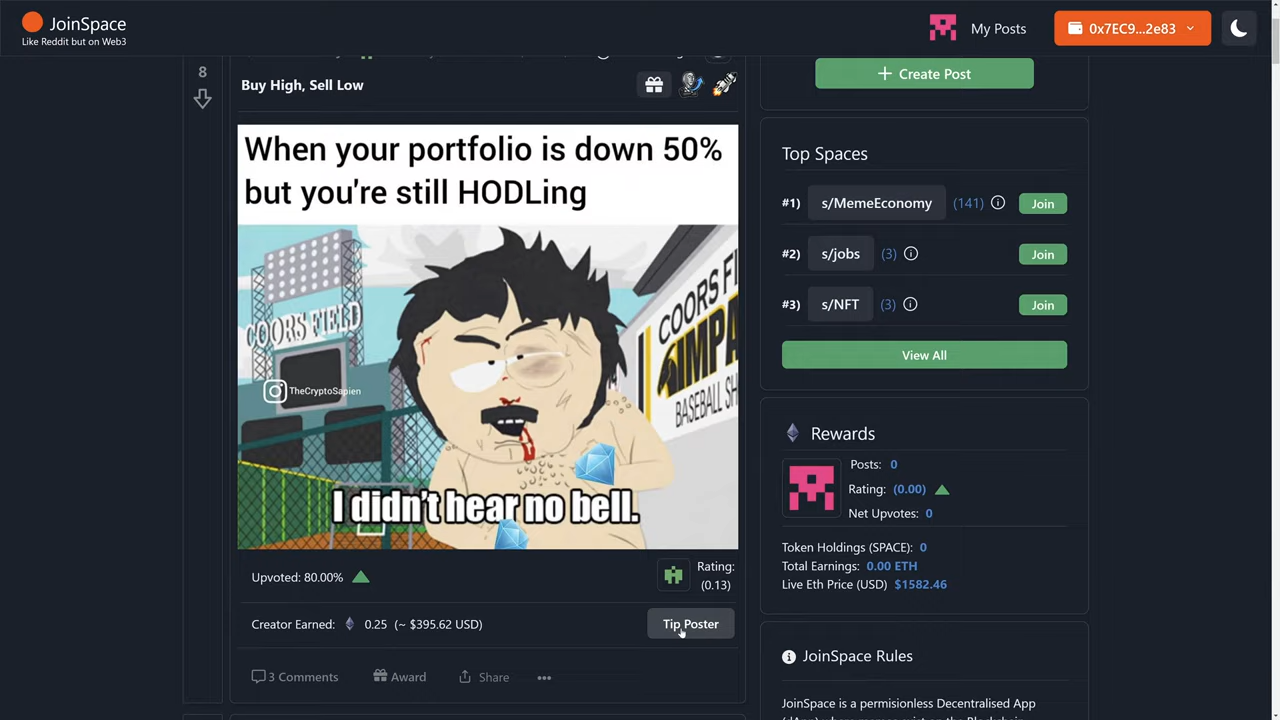 JoinSpace
Like Reddit but on Web3
My Posts
0x7EC9...2e83
8
Buy High, Sell Low
When your portfolio is down 50%
but you're still HODLing
COORS FIELD
COORS FI
BASEBALL SH
TheCryptoSapien
I didn't hear no bell.
Upvoted: 80.00%
Rating:
(0.13)
Creator Earned: 0.25 (~ $395.62 USD)
Tip Poster
3 Comments
Award
Share
+ Create Post
Top Spaces
#1) s/MemeEconomy (141) Join
#2) s/jobs (3) Join
#3) s/NFT (3) Join
View All
Rewards
Posts: 0
Rating: (0.00)
Net Upvotes: 0
Token Holdings (SPACE): 0
Total Earnings: 0.00 ETH
Live Eth Price (USD) $1582.46
JoinSpace Rules
JoinSpace is a permisionless Decentralised App